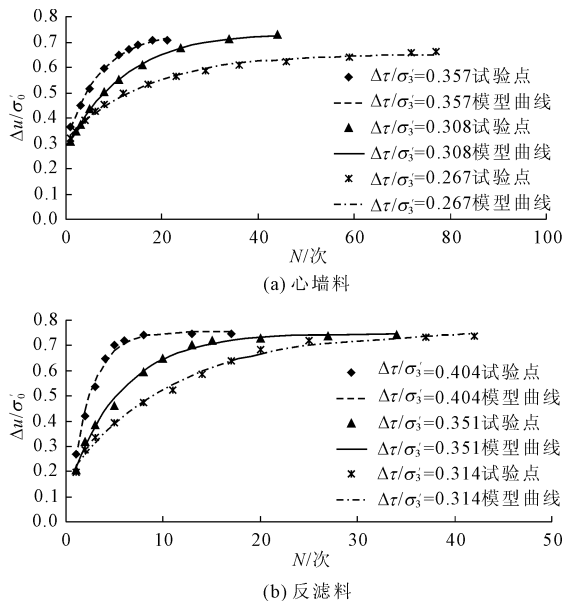 0.8
0.7
0.6
0.5
0.4
0.3
0.2
0.1
0.0
Δu/σ′₀
◆ Δτ/σ′₃=0.357试验点
Δτ/σ′₃=0.357模型曲线
▲ Δτ/σ′₃=0.308试验点
Δτ/σ′₃=0.308模型曲线
Δτ/σ′₃=0.267试验点
Δτ/σ′₃=0.267模型曲线
0 20 40 60 80 100
N/次
(a) 心墙料
0.8
0.7
0.6
0.5
0.4
0.3
0.2
0.1
0.0
Δu/σ′₀
◆ Δτ/σ′₃=0.404试验点
Δτ/σ′₃=0.404模型曲线
▲ Δτ/σ′₃=0.351试验点
Δτ/σ′₃=0.351模型曲线
Δτ/σ′₃=0.314试验点
Δτ/σ′₃=0.314模型曲线
0 10 20 30 40 50
N/次
(b) 反滤料